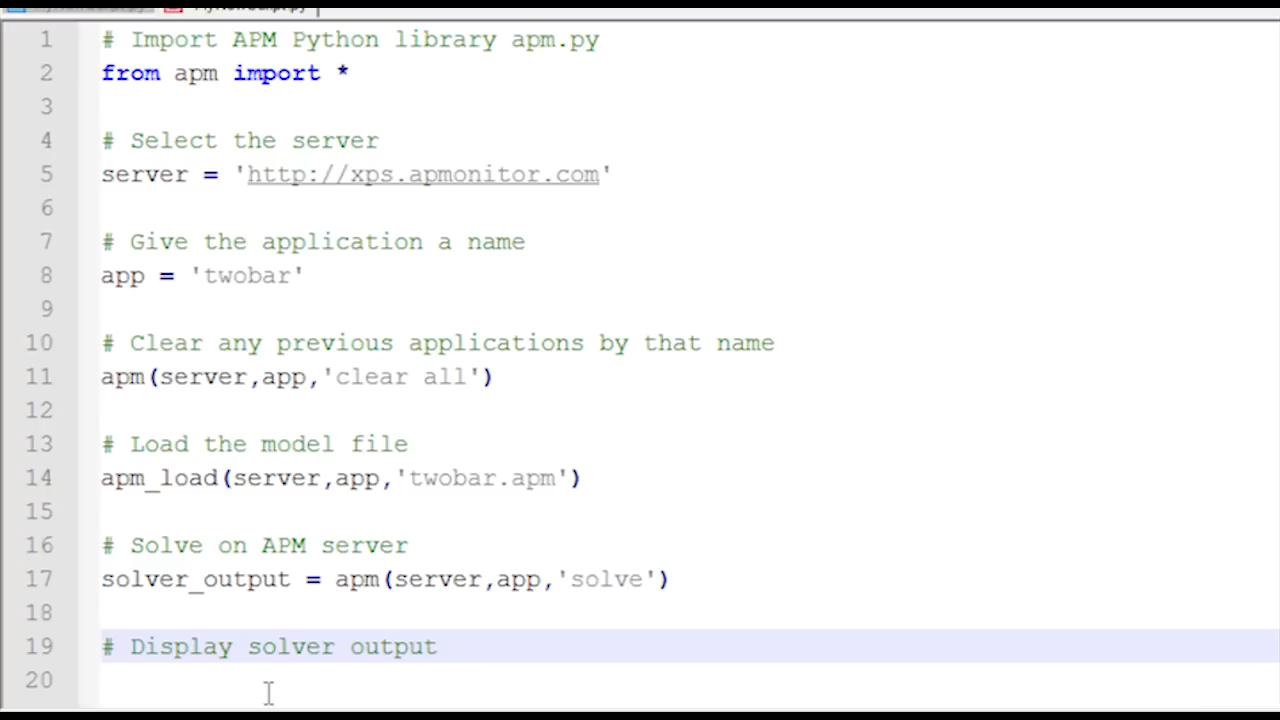 1 # Import APM Python library apm.py
2 from apm import *
3
4 # Select the server
5 server = 'http://xps.apmonitor.com'
6
7 # Give the application a name
8 app = 'twobar'
9
10 # Clear any previous applications by that name
11 apm(server,app,'clear all')
12
13 # Load the model file
14 apm_load(server,app,'twobar.apm')
15
16 # Solve on APM server
17 solver_output = apm(server,app,'solve')
18
19 # Display solver output
20